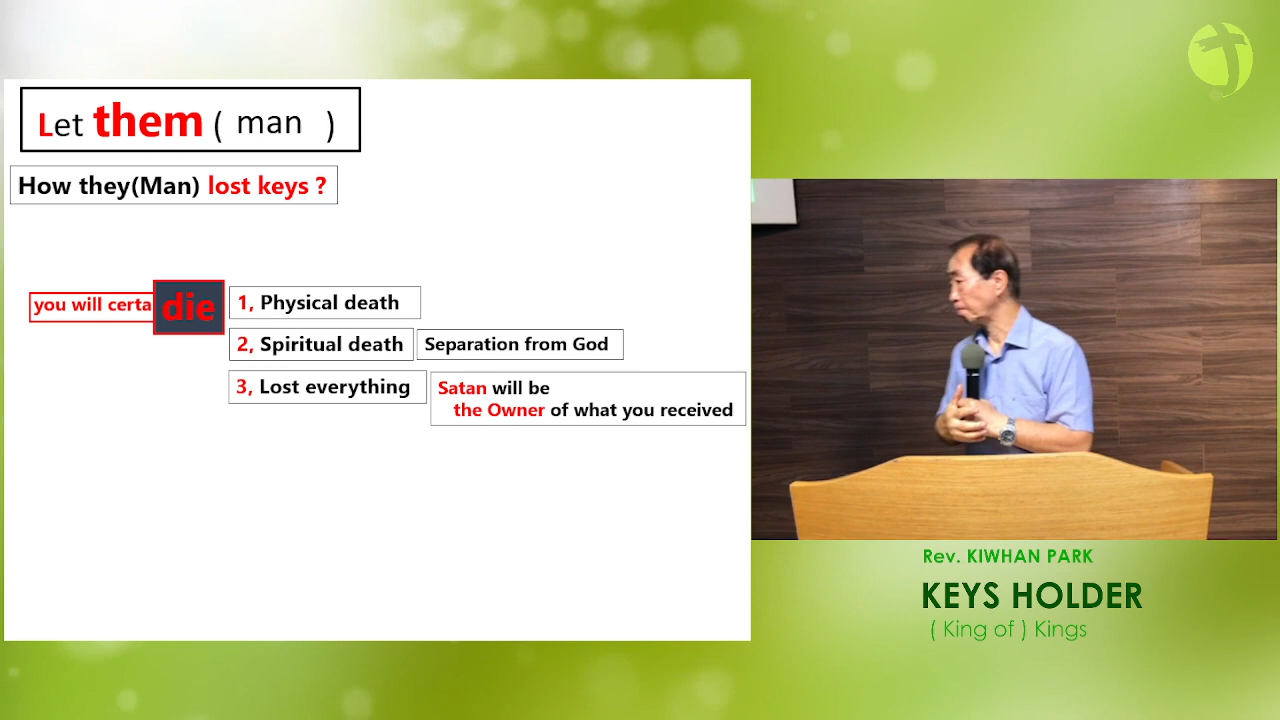 Let them ( man )
How they(Man) lost keys ?
you will certa
die
1, Physical death
2, Spiritual death
Separation from God
3, Lost everything
Satan will be
the Owner of what you received
Rev. KIWHAN PARK
KEYS HOLDER
( King of ) Kings